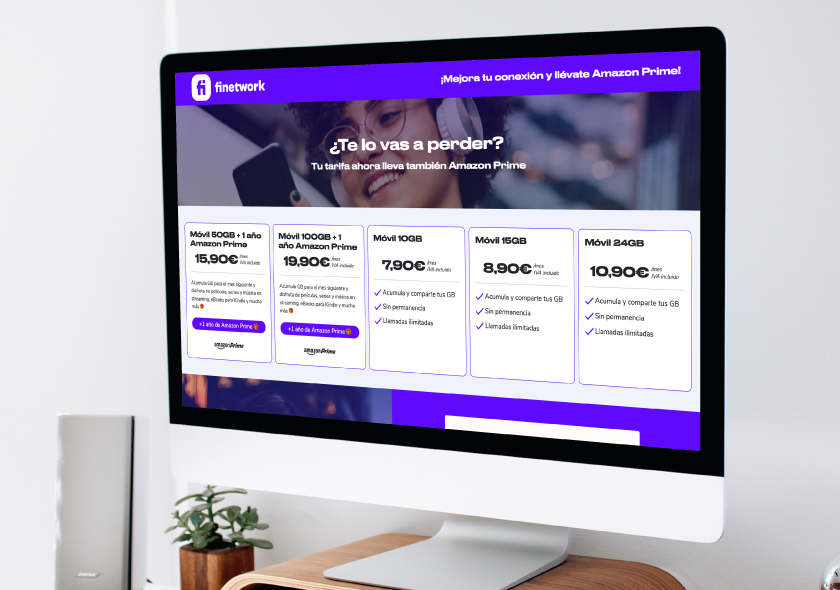 fi finetwork
¡Mejora tu conexión y llévate Amazon Prime!
¿Te lo vas a perder?
Tu tarifa ahora lleva también Amazon Prime
Móvil 50GB + 1 año
Amazon Prime
15,90€ /mes
IVA incluido
Acumula GB para el mes siguiente y
disfruta de películas, series y música en
streaming, eBooks para Kindle y mucho
más
+1 año de Amazon Prime
amazonPrime
Móvil 100GB + 1
año Amazon Prime
19,90€ /mes
IVA incluido
Acumula GB para el mes siguiente y
disfruta de películas, series y música en
streaming, eBooks para Kindle y mucho
más
+1 año de Amazon Prime
amazonPrime
Móvil 10GB
7,90€ /mes
IVA incluido
Acumula y comparte tus GB
Sin permanencia
Llamadas ilimitadas
Móvil 15GB
8,90€ /mes
IVA incluido
Acumula y comparte tus GB
Sin permanencia
Llamadas ilimitadas
Móvil 24GB
10,90€ /mes
IVA incluido
Acumula y comparte tus GB
Sin permanencia
Llamadas ilimitadas